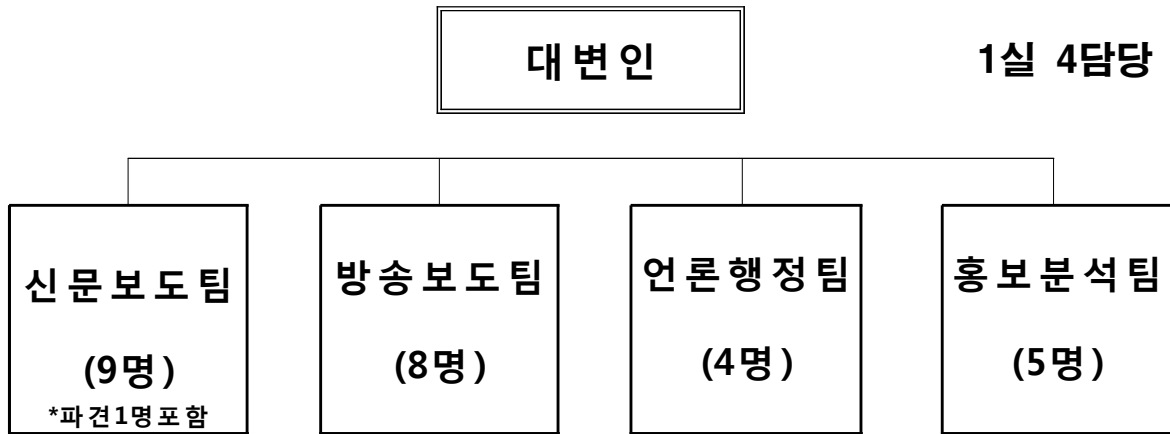 대변인
1실 4담당
신문보도팀
(9명)
*파견1명포함
방송보도팀
(8명)
언론행정팀
(4명)
홍보분석팀
(5명)